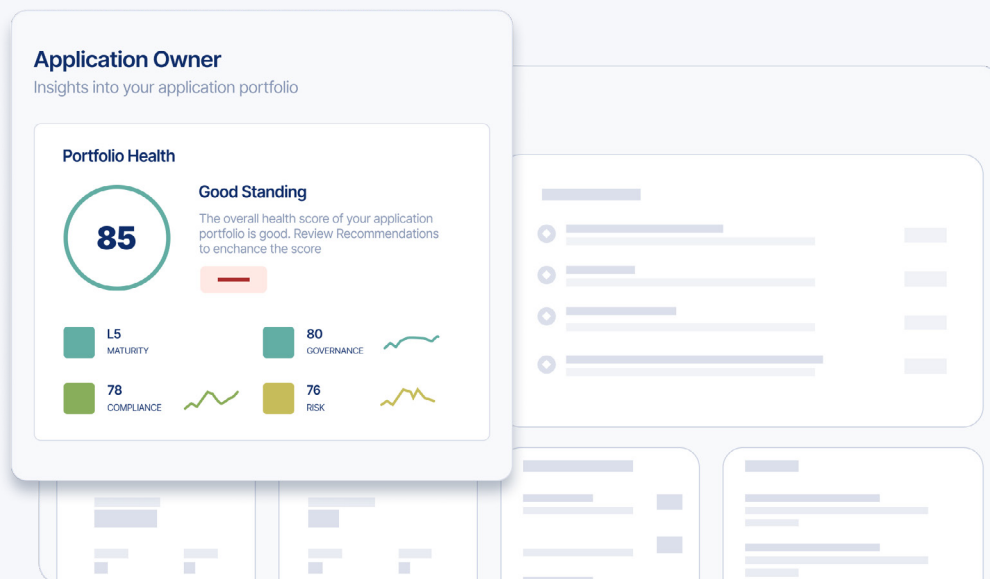 Application Owner
Insights into your application portfolio
Portfolio Health
85
Good Standing
The overall health score of your application
portfolio is good. Review Recommendations
to enchance the score
L5
MATURITY
80
GOVERNANCE
78
COMPLIANCE
76
RISK